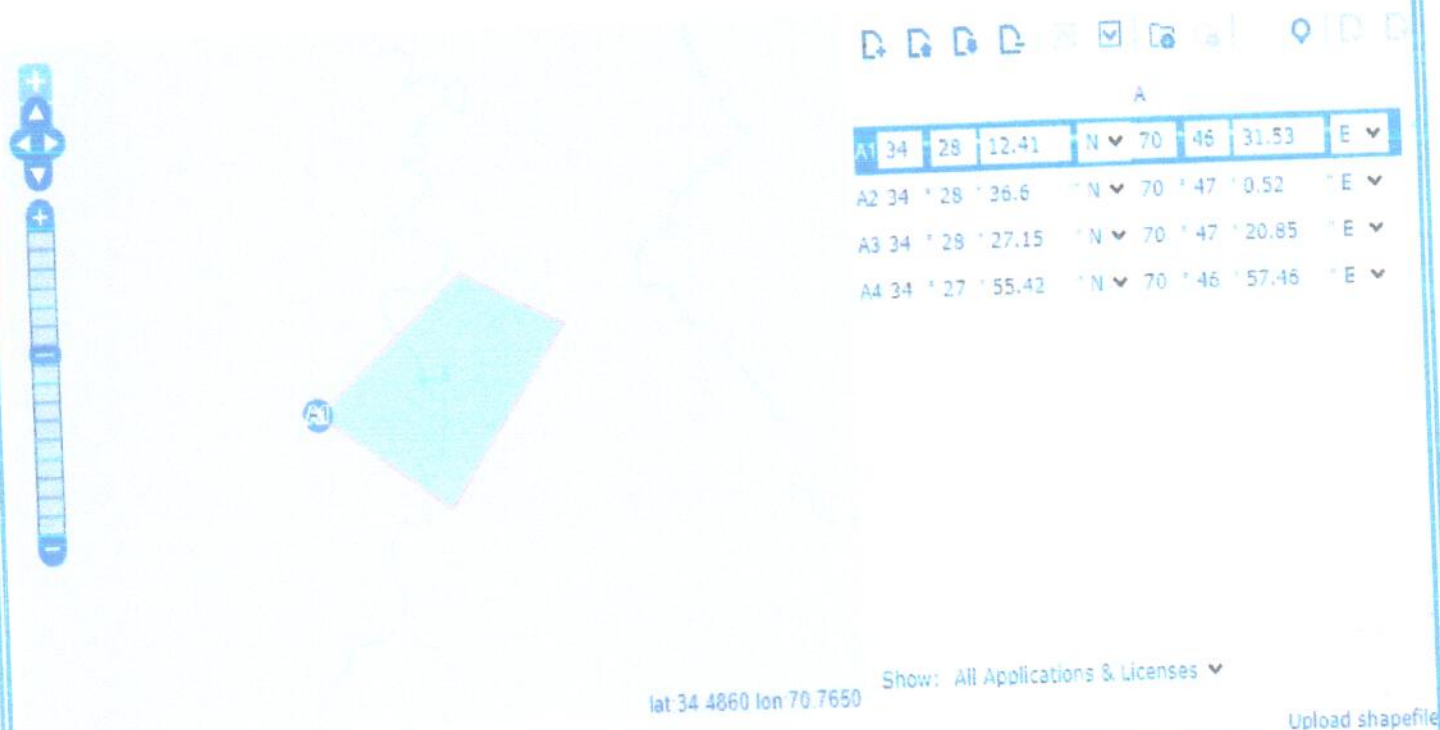 A
A1 34 28 12.41 N 70 46 31.53 E
A2 34 ° 28 ' 36.6 " N 70 ° 47 ' 0.52 " E
A3 34 ° 28 ' 27.15 " N 70 ° 47 ' 20.85 " E
A4 34 ° 27 ' 55.42 " N 70 ° 46 ' 57.46 " E
A1
Show: All Applications & Licenses
lat:34.4860 lon:70.7650
Upload shapefile